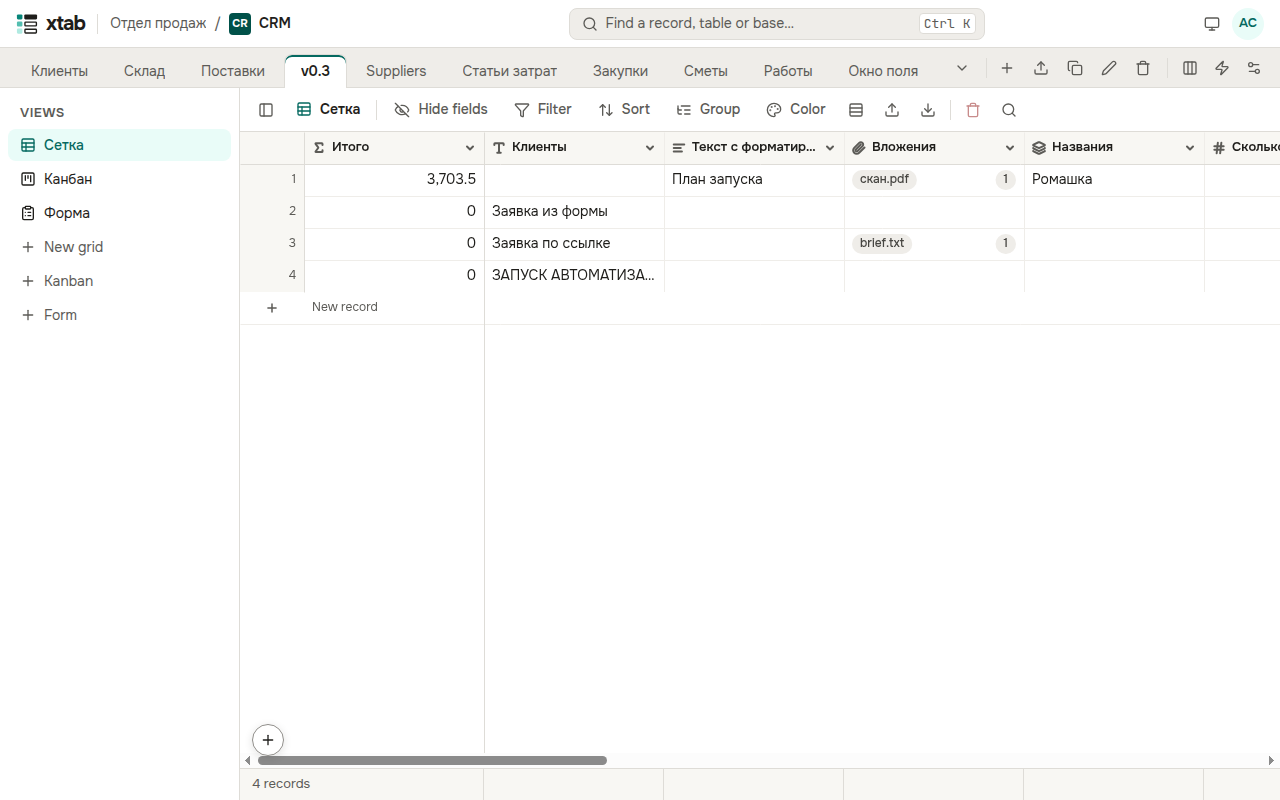 xtab
Отдел продаж / CR CRM
Find a record, table or base... Ctrl K
AC
Клиенты Склад Поставки v0.3 Suppliers Статьи затрат Закупки Сметы Работы Окно поля
VIEWS
Сетка
Канбан
Форма
New grid
Kanban
Form
Сетка Hide fields Filter Sort Group Color
Итого Клиенты Текст с форматир... Вложения Названия Сколько
1 3,703.5 План запуска скан.pdf 1 Ромашка
2 0 Заявка из формы
3 0 Заявка по ссылке brief.txt 1
4 0 ЗАПУСК АВТОМАТИЗА...
New record
4 records